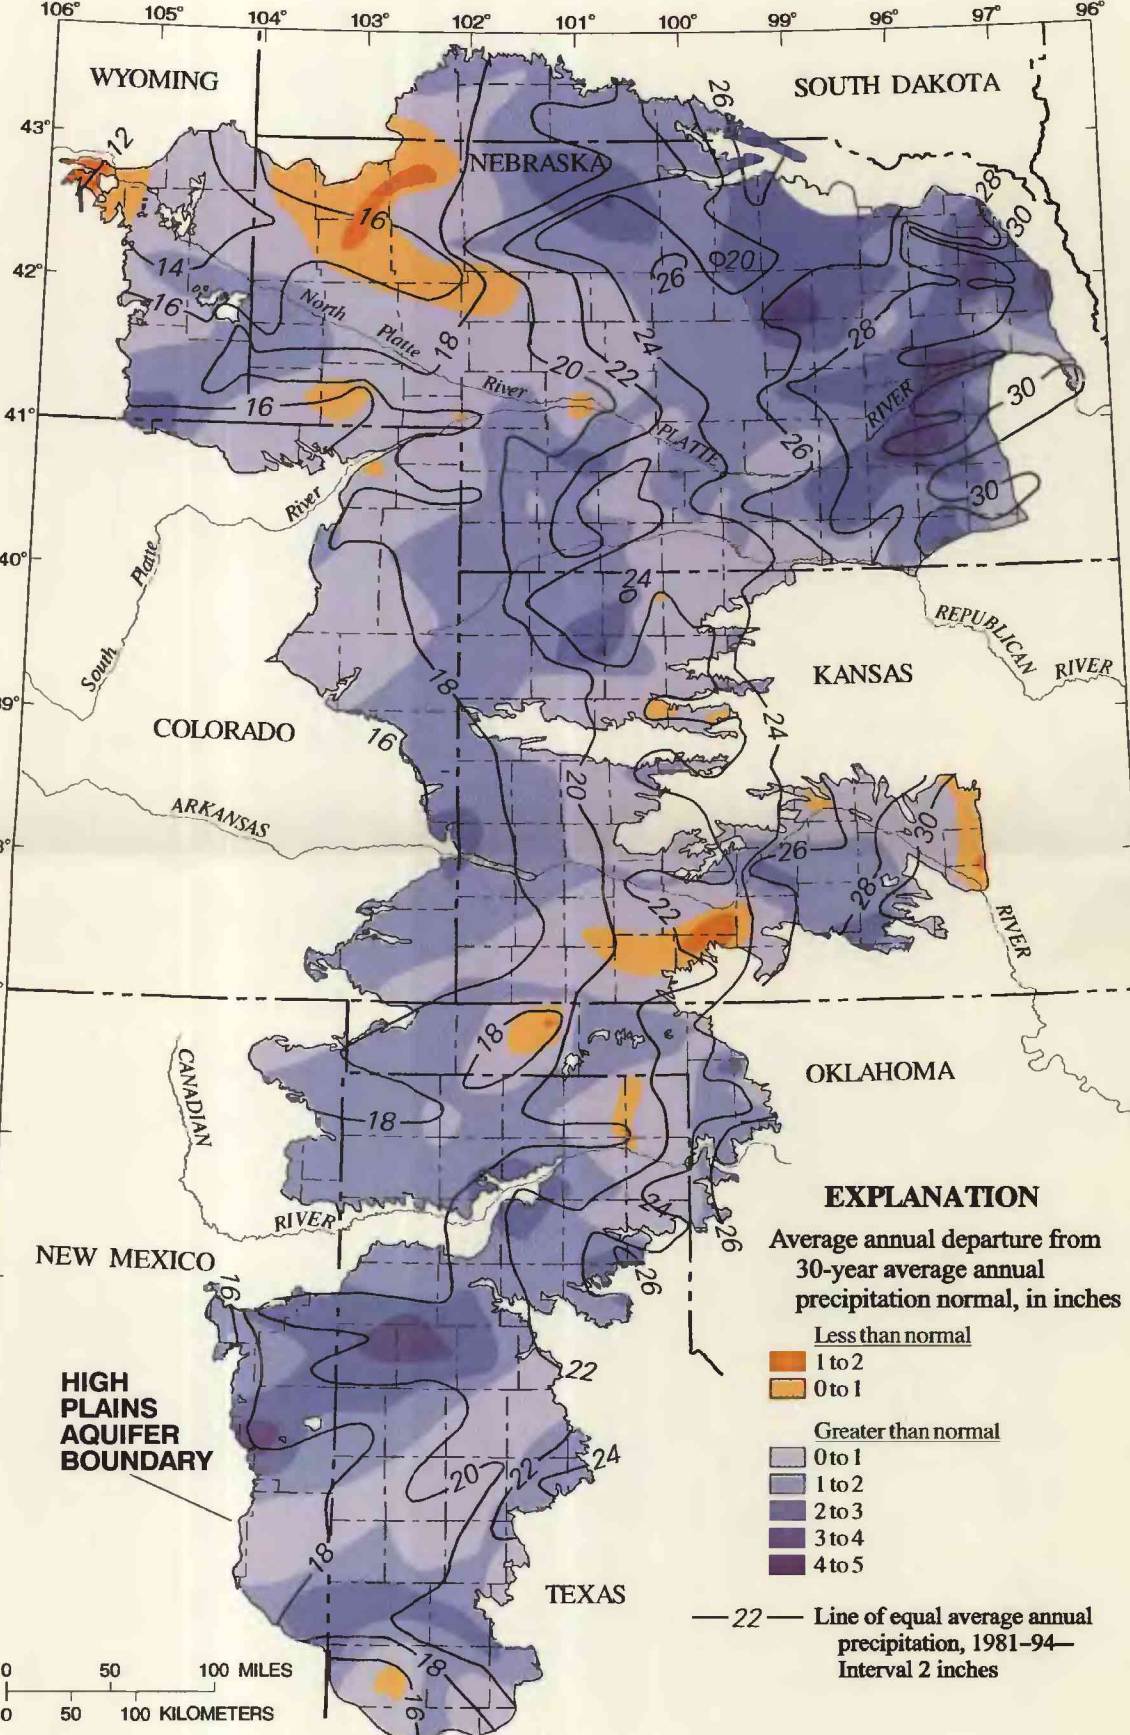 106° 105° 104° 103° 102° 101° 100° 99° 98° 97° 96°
WYOMING
SOUTH DAKOTA
26
43°
12
NEBRASKA
28
30
16
42°
14
26
20
16
North
Platte
18
24
28
20
22
River
RIVER
30
41°
16
PLATTE
26
30
River
40°
24
Platte
REPUBLICAN
RIVER
South
KANSAS
18
39°
COLORADO
16
24
20
ARKANSAS
30
26
28
22
RIVER
18
CANADIAN
OKLAHOMA
18
RIVER
24
26
26
NEW MEXICO
16
22
HIGH
PLAINS
AQUIFER
BOUNDARY
20
22
24
18
TEXAS
18
16
EXPLANATION
Average annual departure from
30-year average annual
precipitation normal, in inches
Less than normal
1 to 2
0 to 1
Greater than normal
0 to 1
1 to 2
2 to 3
3 to 4
4 to 5
22
Line of equal average annual
precipitation, 1981–94—
Interval 2 inches
0 50 100 MILES
0 50 100 KILOMETERS